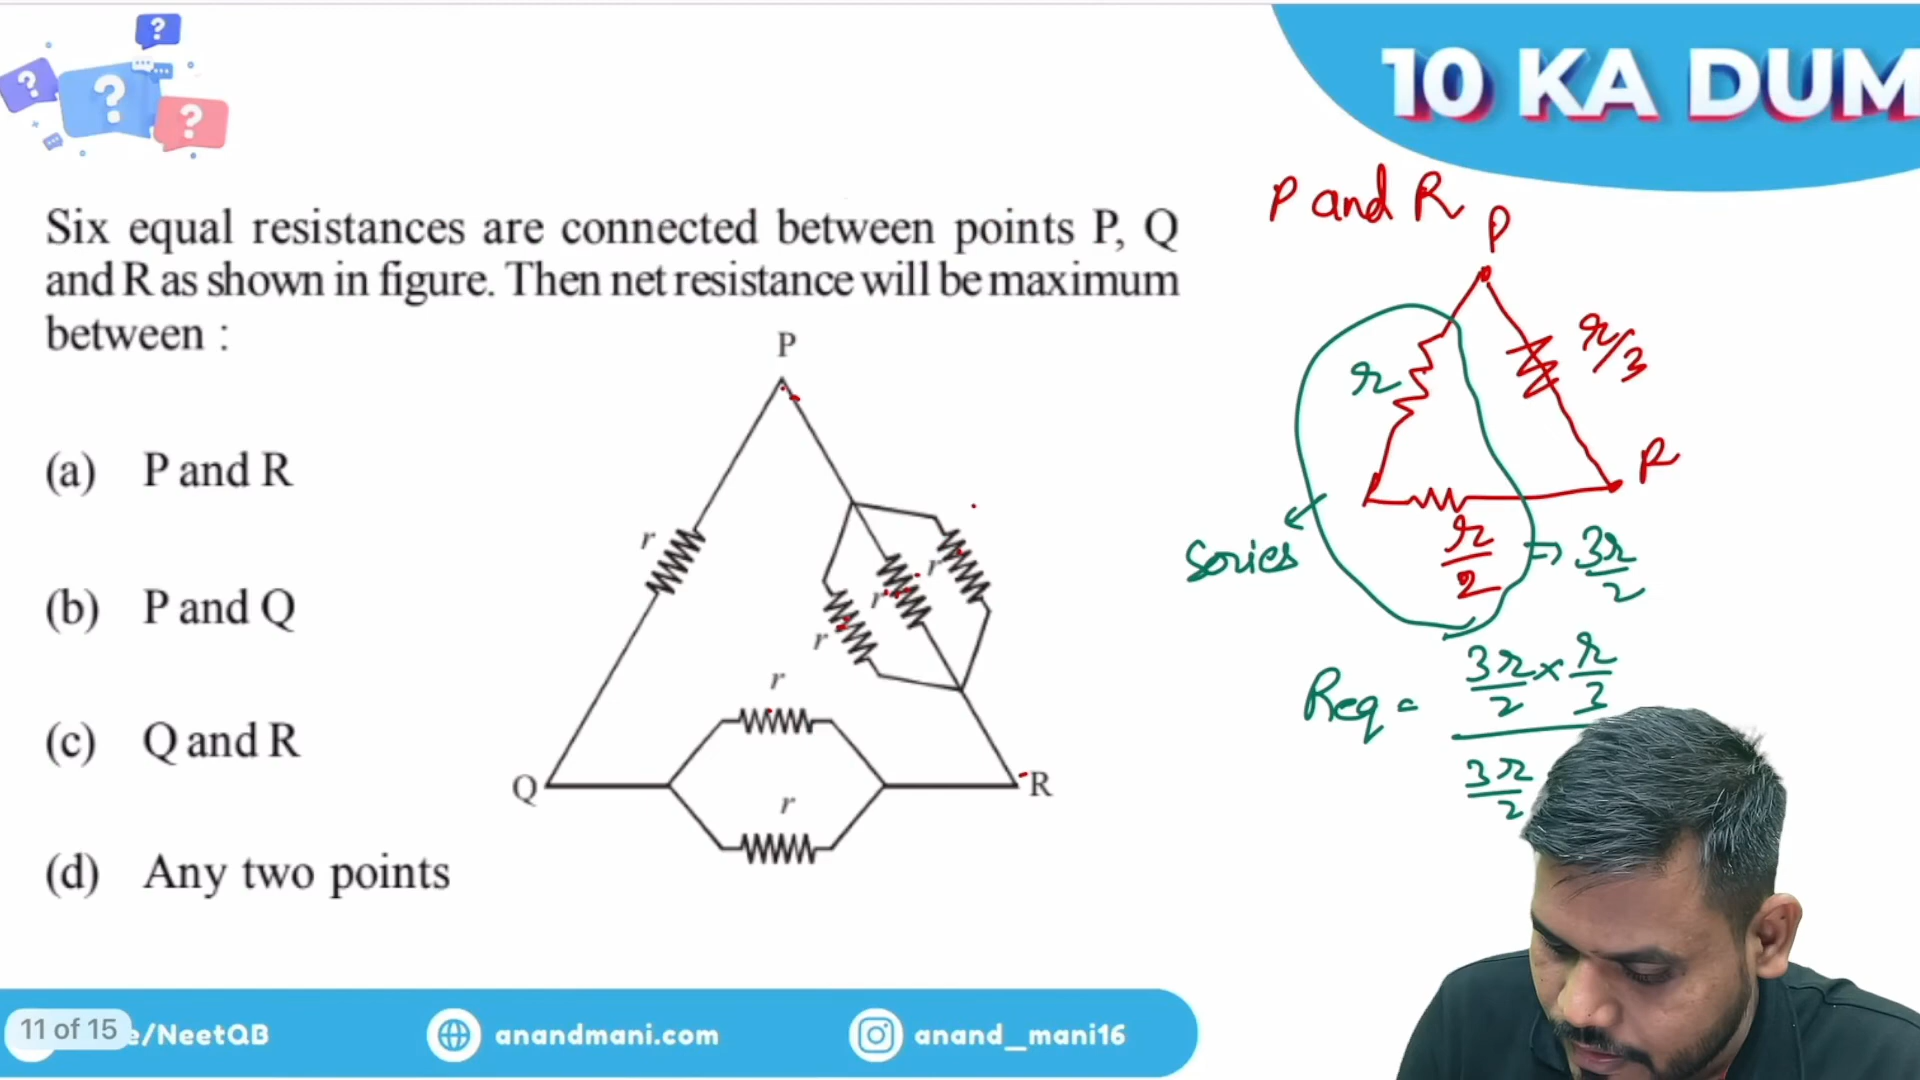 10 KA DUM
Six equal resistances are connected between points P, Q
and R as shown in figure. Then net resistance will be maximum
between :
(a) P and R
(b) P and Q
(c) Q and R
(d) Any two points
P
r
r
r
r
r
Q
R
r
P and R
P
r
r/3
R
Series
r/2
⇒ 3r/2
Req = 3r/2 × r/3
3r/2
11 of 15
e/NeetQB
anandmani.com
anand_mani16